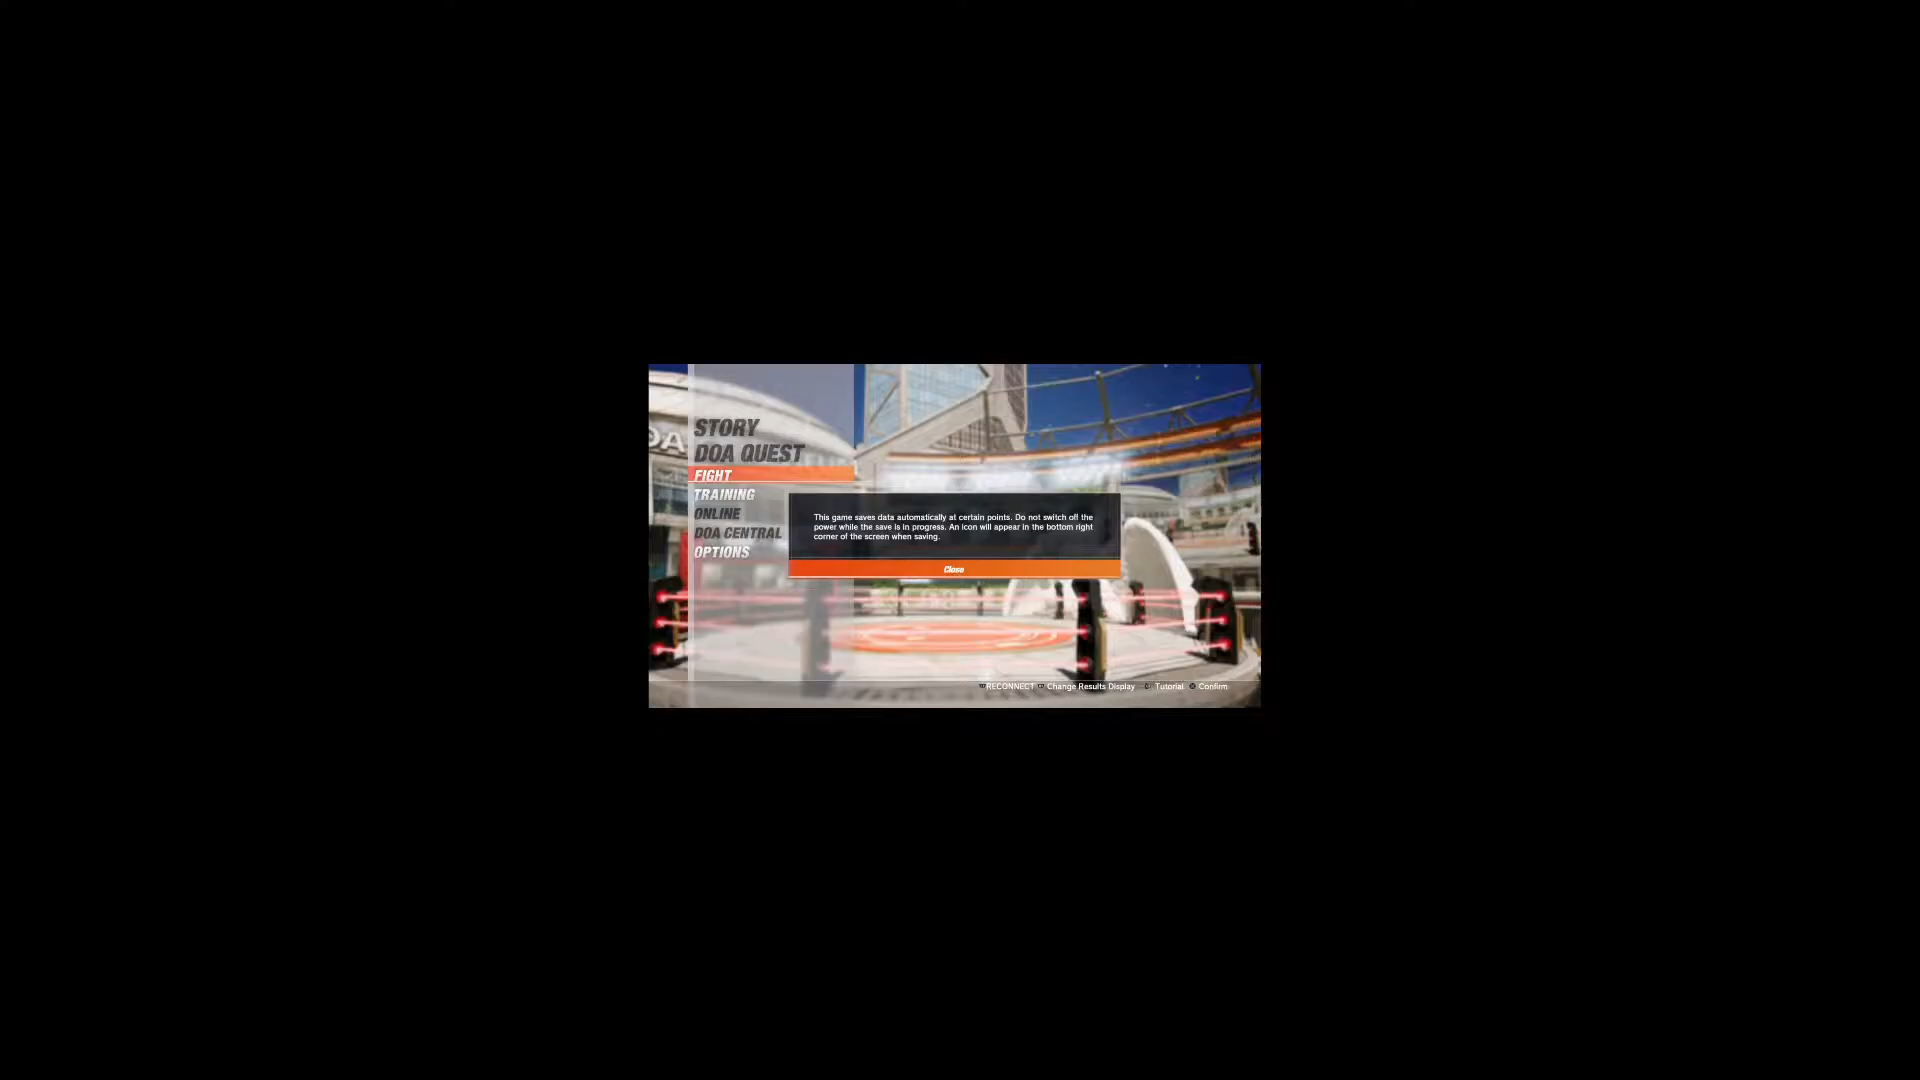 DA
STORY
DOA QUEST
FIGHT
TRAINING
ONLINE
DOA CENTRAL
OPTIONS
This game saves data automatically at certain points. Do not switch off the
power while the save is in progress. An icon will appear in the bottom right
corner of the screen when saving.
Close
RECONNECT Change Results Display Tutorial Confirm